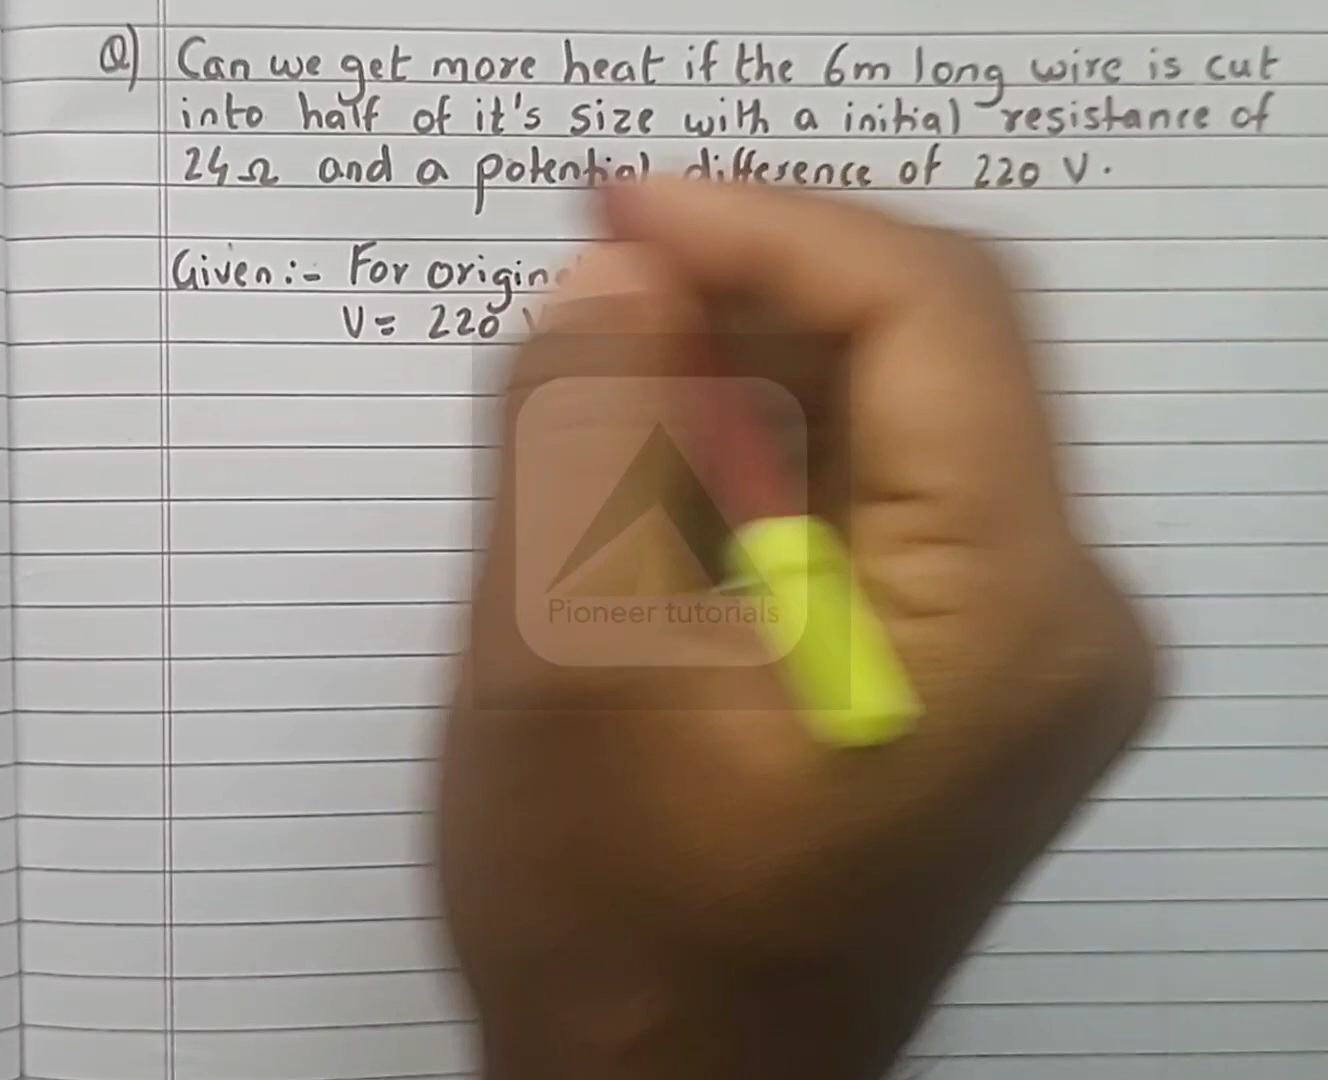 Q) Can we get more heat if the 6m long wire is cut
into half of it's size with a initial resistance of
24Ω and a potential difference of 220 V.
Given:- For
V= 220
Pioneer tutorials